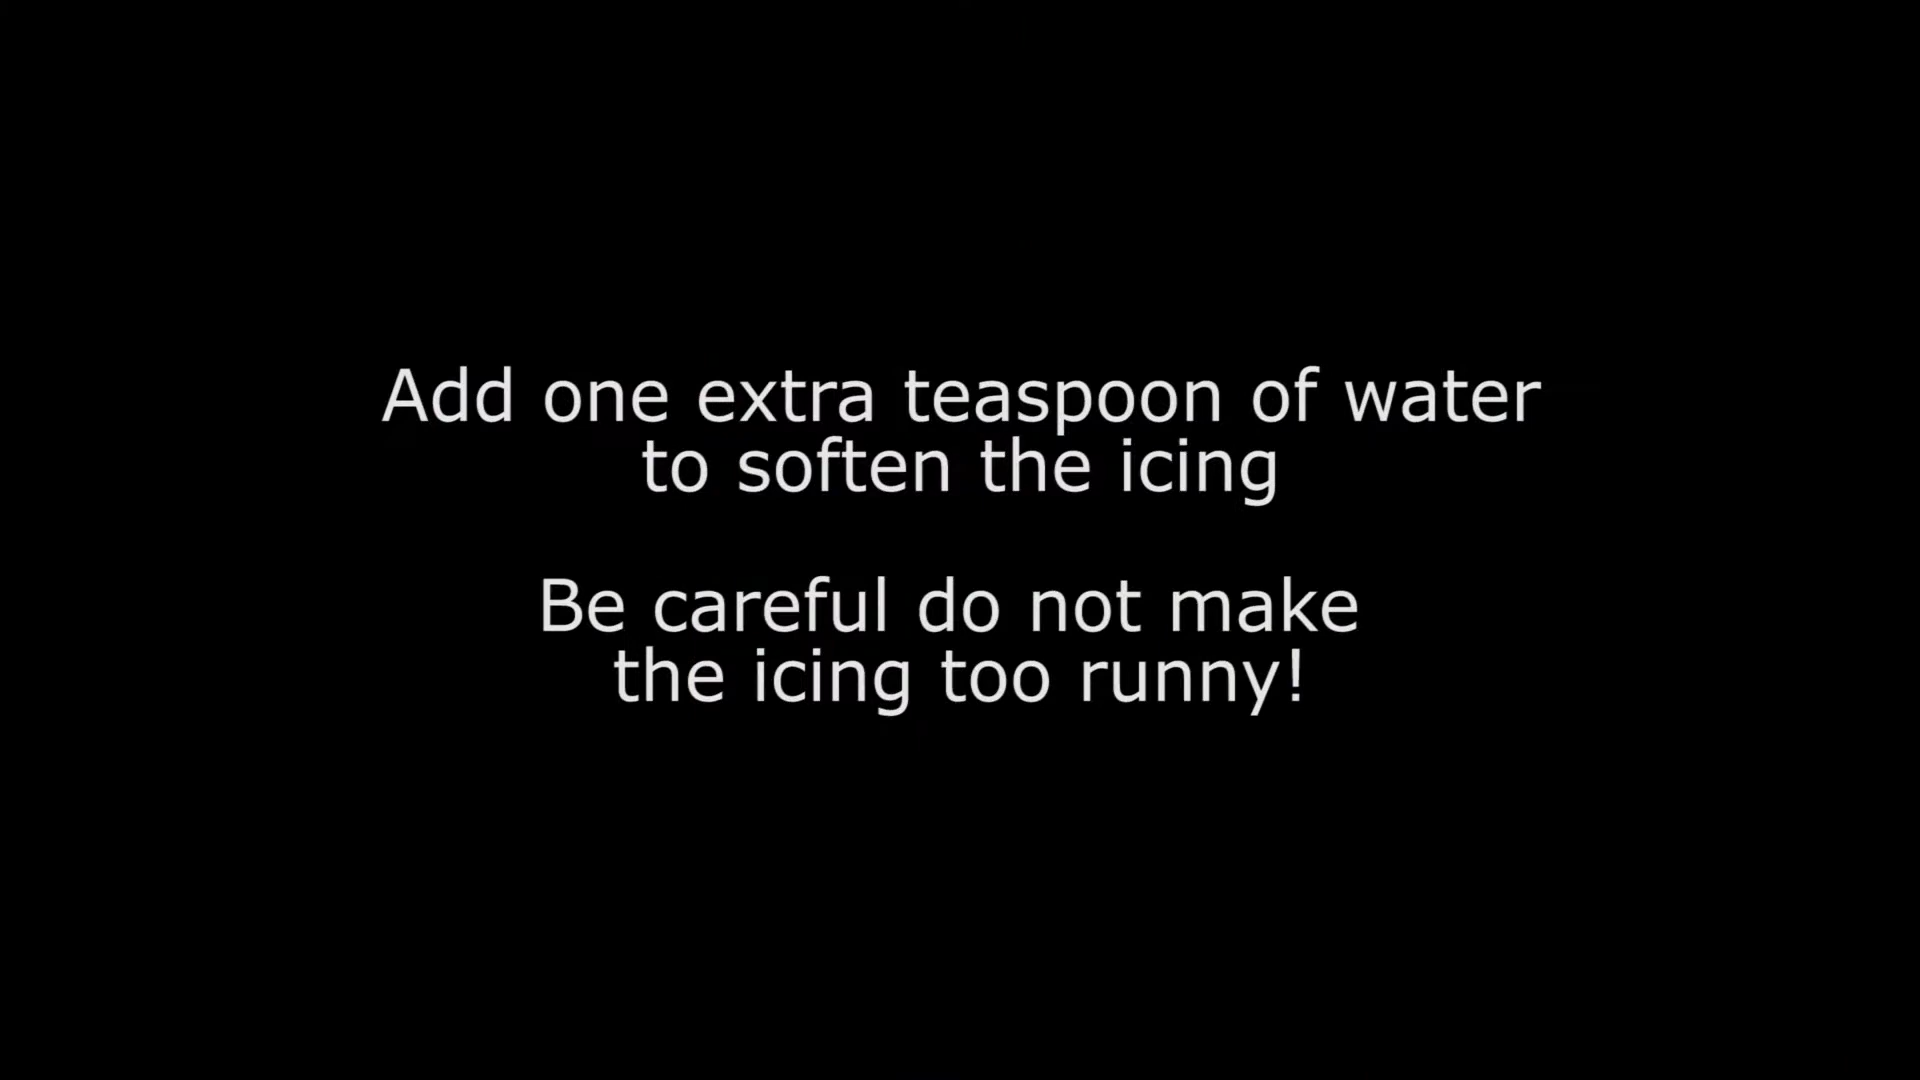 Add one extra teaspoon of water
to soften the icing
Be careful do not make
the icing too runny!